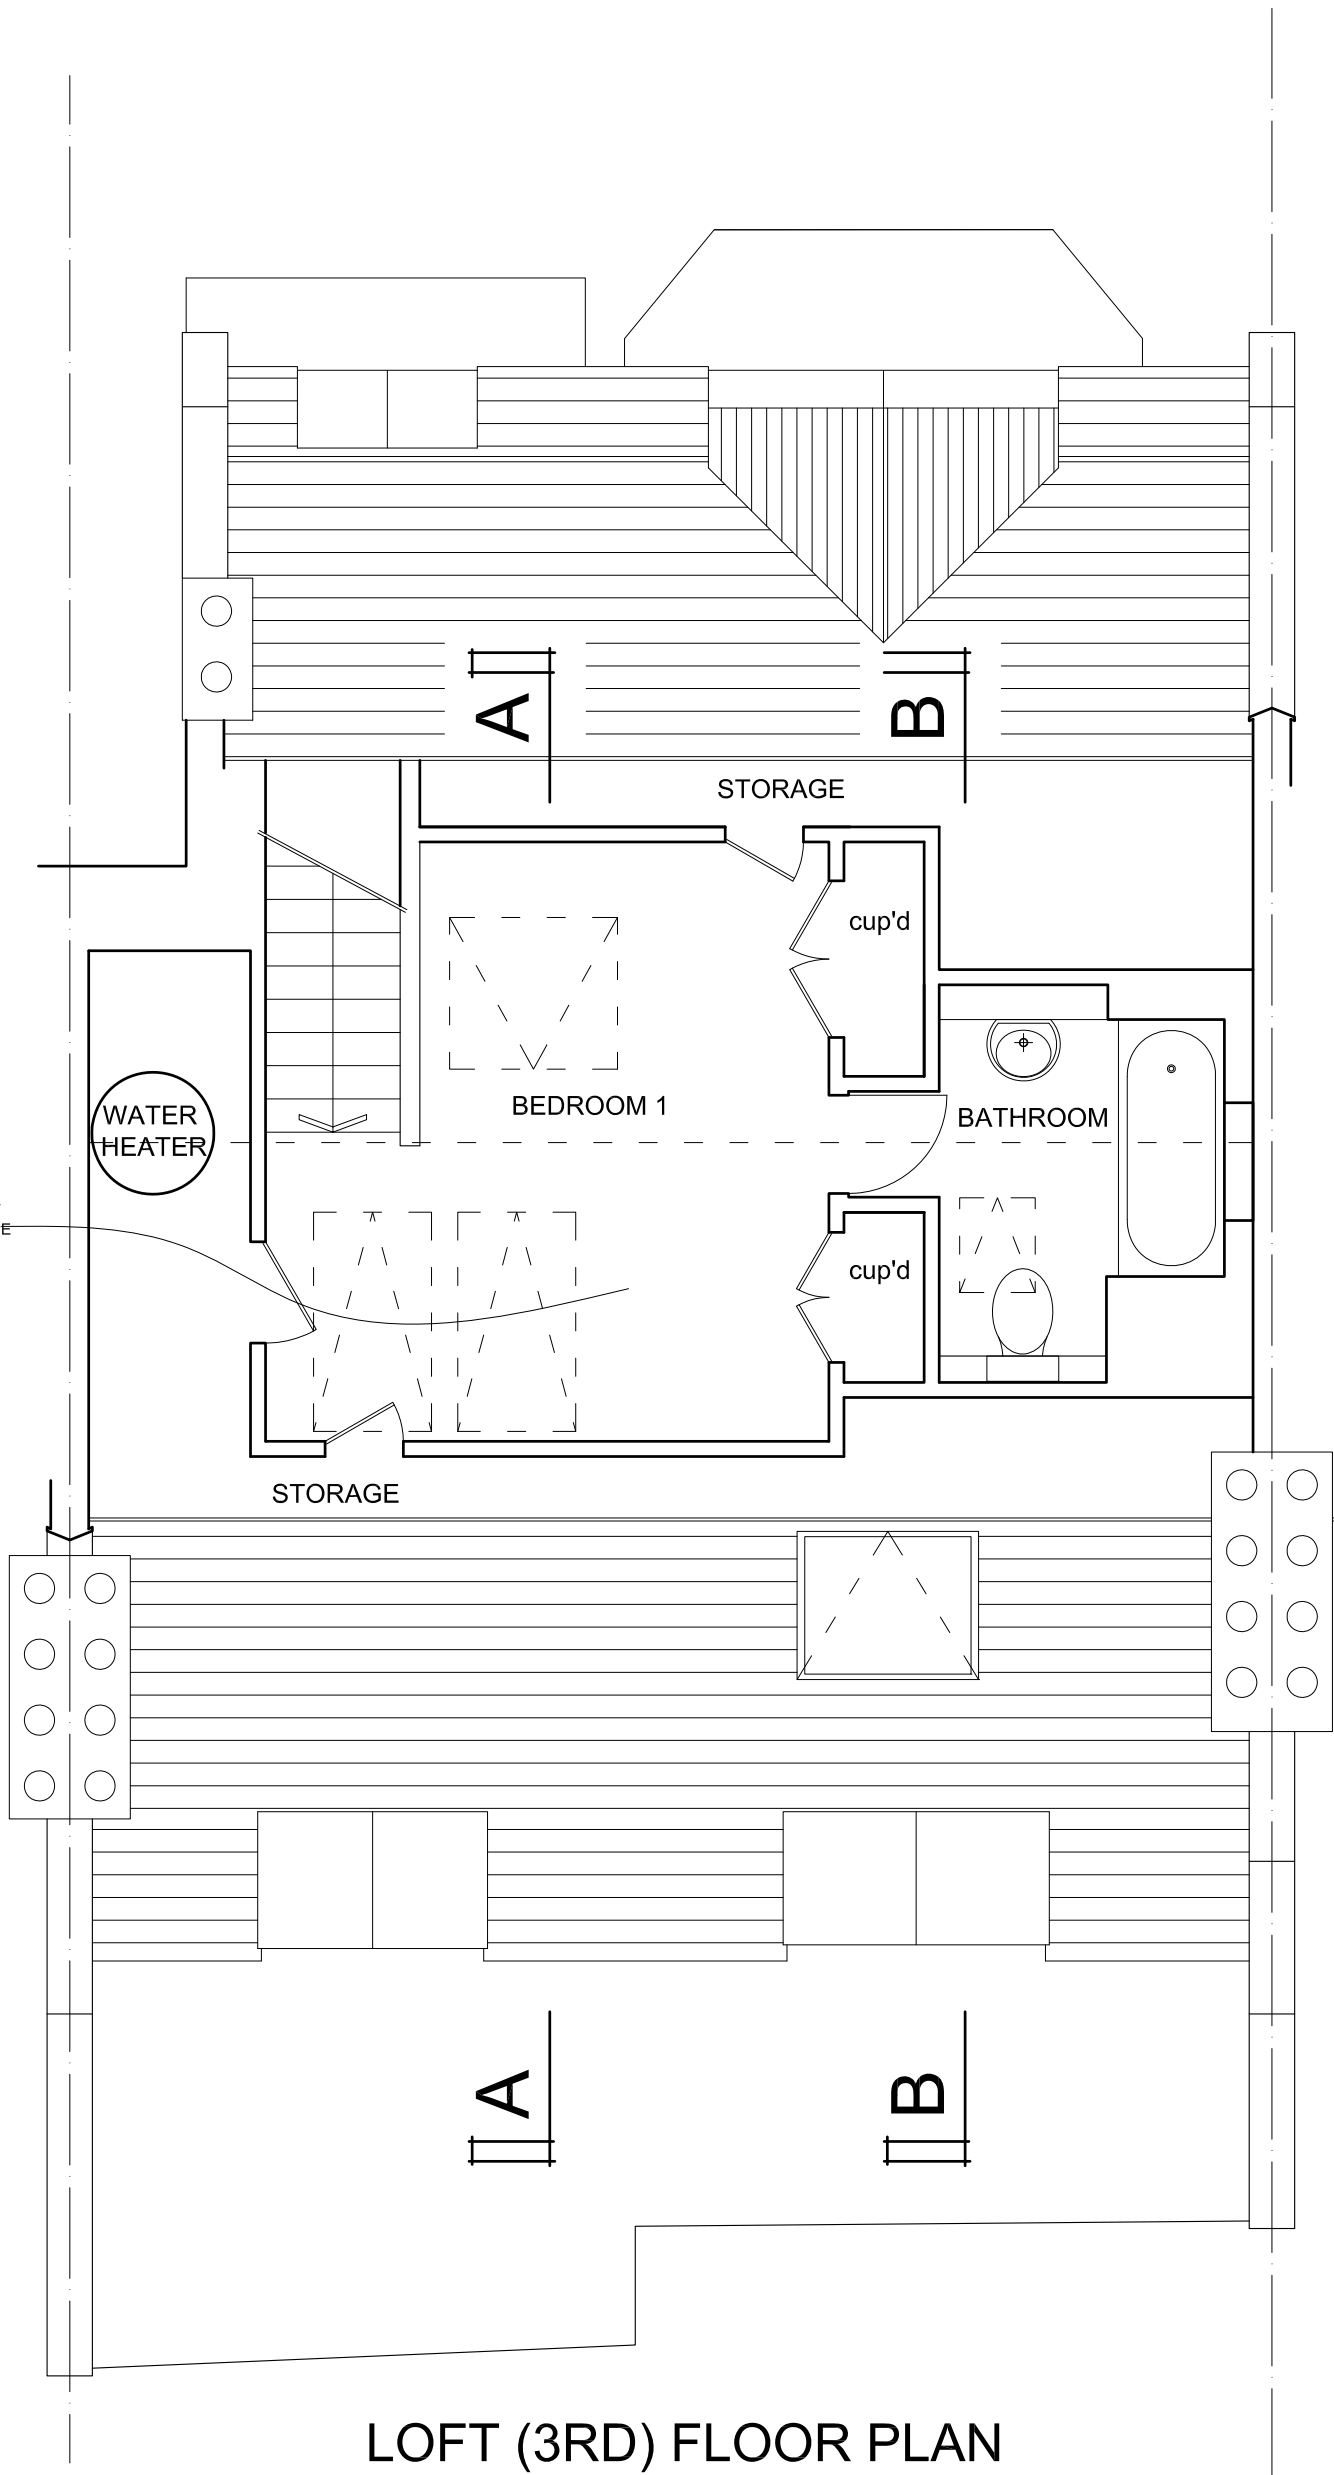 A
B
STORAGE
cup'd
BEDROOM 1
WATER
HEATER
BATHROOM
E
cup'd
STORAGE
A
B
LOFT (3RD) FLOOR PLAN